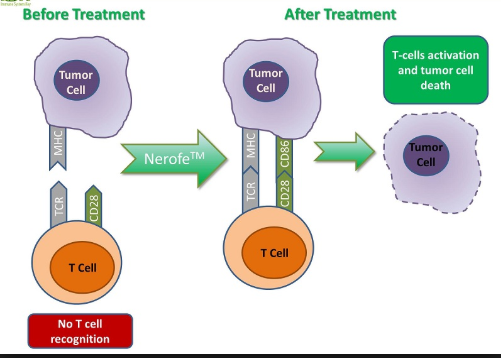 Before Treatment
After Treatment
Tumor
Cell
MHC
TCR
CD28
T Cell
No T cell
recognition
Nerofe™
Tumor
Cell
MHC
CD86
TCR
CD28
T Cell
T-cells activation
and tumor cell
death
Tumor
Cell